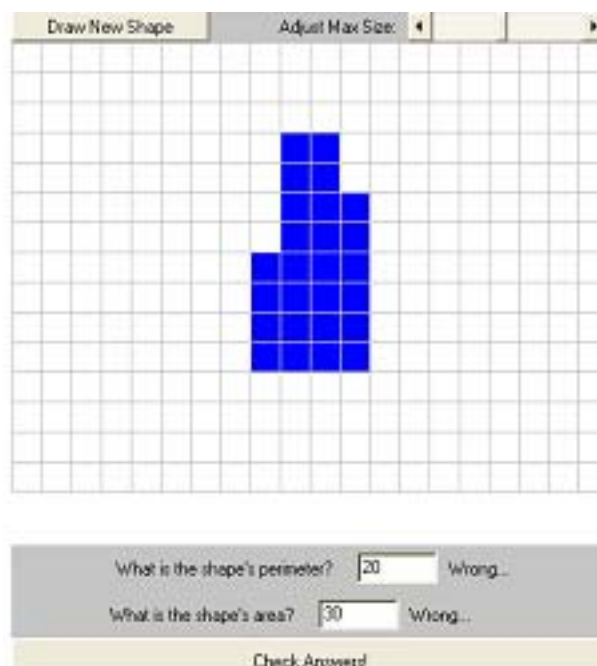 Draw New Shape Adjust Max Size:
What is the shape's perimeter? 20 Wrong...
What is the shape's area? 30 Wrong...
Check Answers!